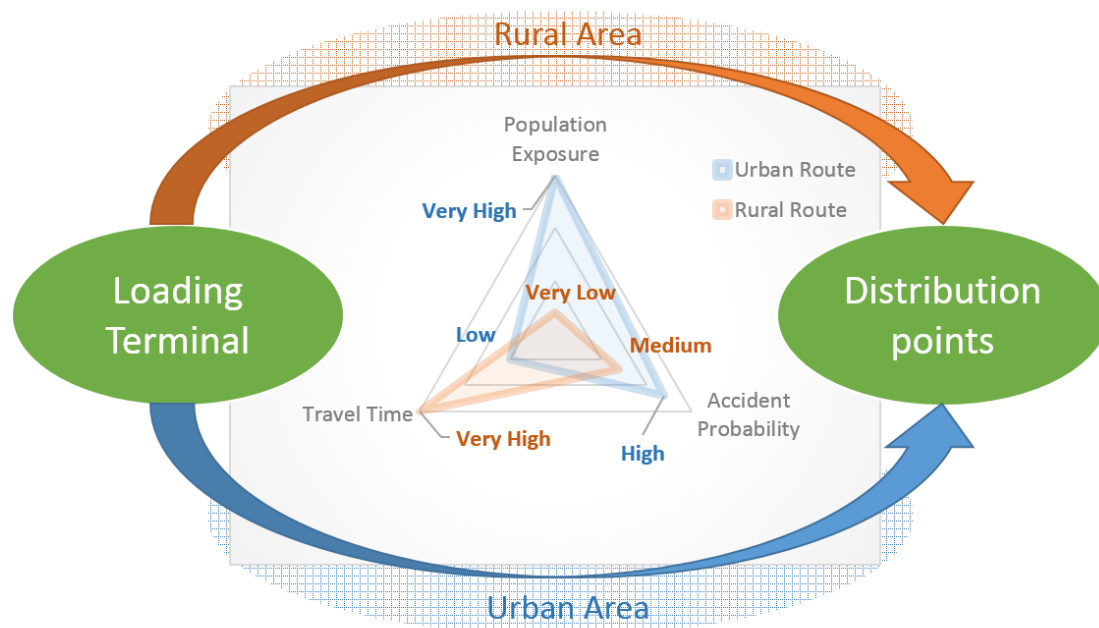 Rural Area
Population
Exposure
Urban Route
Rural Route
Very High
Loading
Terminal
Very Low
Low
Medium
Distribution
points
Travel Time
Accident
Probability
Very High
High
Urban Area